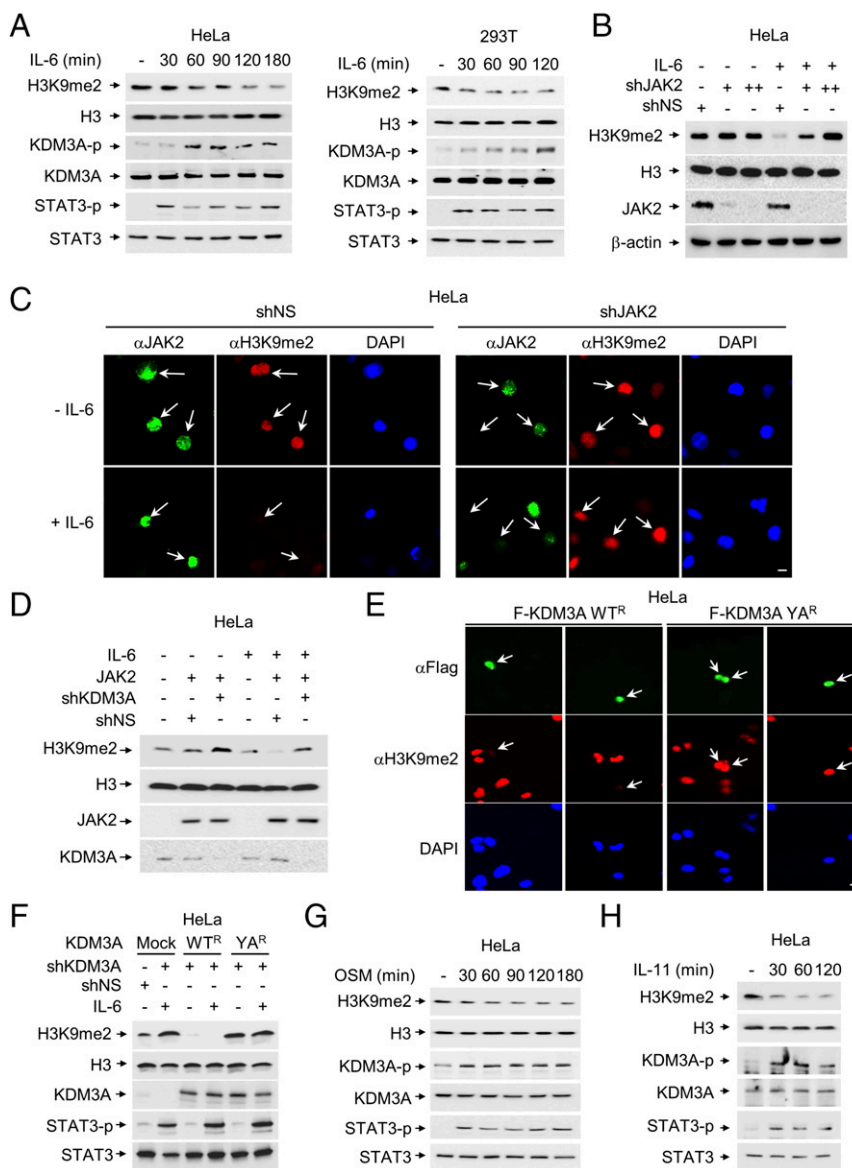 A
HeLa
IL-6 (min) - 30 60 90 120 180
H3K9me2
H3
KDM3A-p
KDM3A
STAT3-p
STAT3
293T
IL-6 (min) - 30 60 90 120
H3K9me2
H3
KDM3A-p
KDM3A
STAT3-p
STAT3
B
HeLa
IL-6 - - - + + +
shJAK2 - + ++ - + ++
shNS + - - + - -
H3K9me2
H3
JAK2
β-actin
C
HeLa
shNS shJAK2
αJAK2 αH3K9me2 DAPI αJAK2 αH3K9me2 DAPI
- IL-6
+ IL-6
D
HeLa
IL-6 - - - + + +
JAK2 - + + - + +
shKDM3A - - + - - +
shNS - + - - + -
H3K9me2
H3
JAK2
KDM3A
E
HeLa
F-KDM3A WTᴿ F-KDM3A YAᴿ
αFlag
αH3K9me2
DAPI
F
HeLa
KDM3A Mock WTᴿ YAᴿ
shKDM3A - + + + + +
shNS + - - - - -
IL-6 - + - + - +
H3K9me2
H3
KDM3A
STAT3-p
STAT3
G
HeLa
OSM (min) - 30 60 90 120 180
H3K9me2
H3
KDM3A-p
KDM3A
STAT3-p
STAT3
H
HeLa
IL-11 (min) - 30 60 120
H3K9me2
H3
KDM3A-p
KDM3A
STAT3-p
STAT3